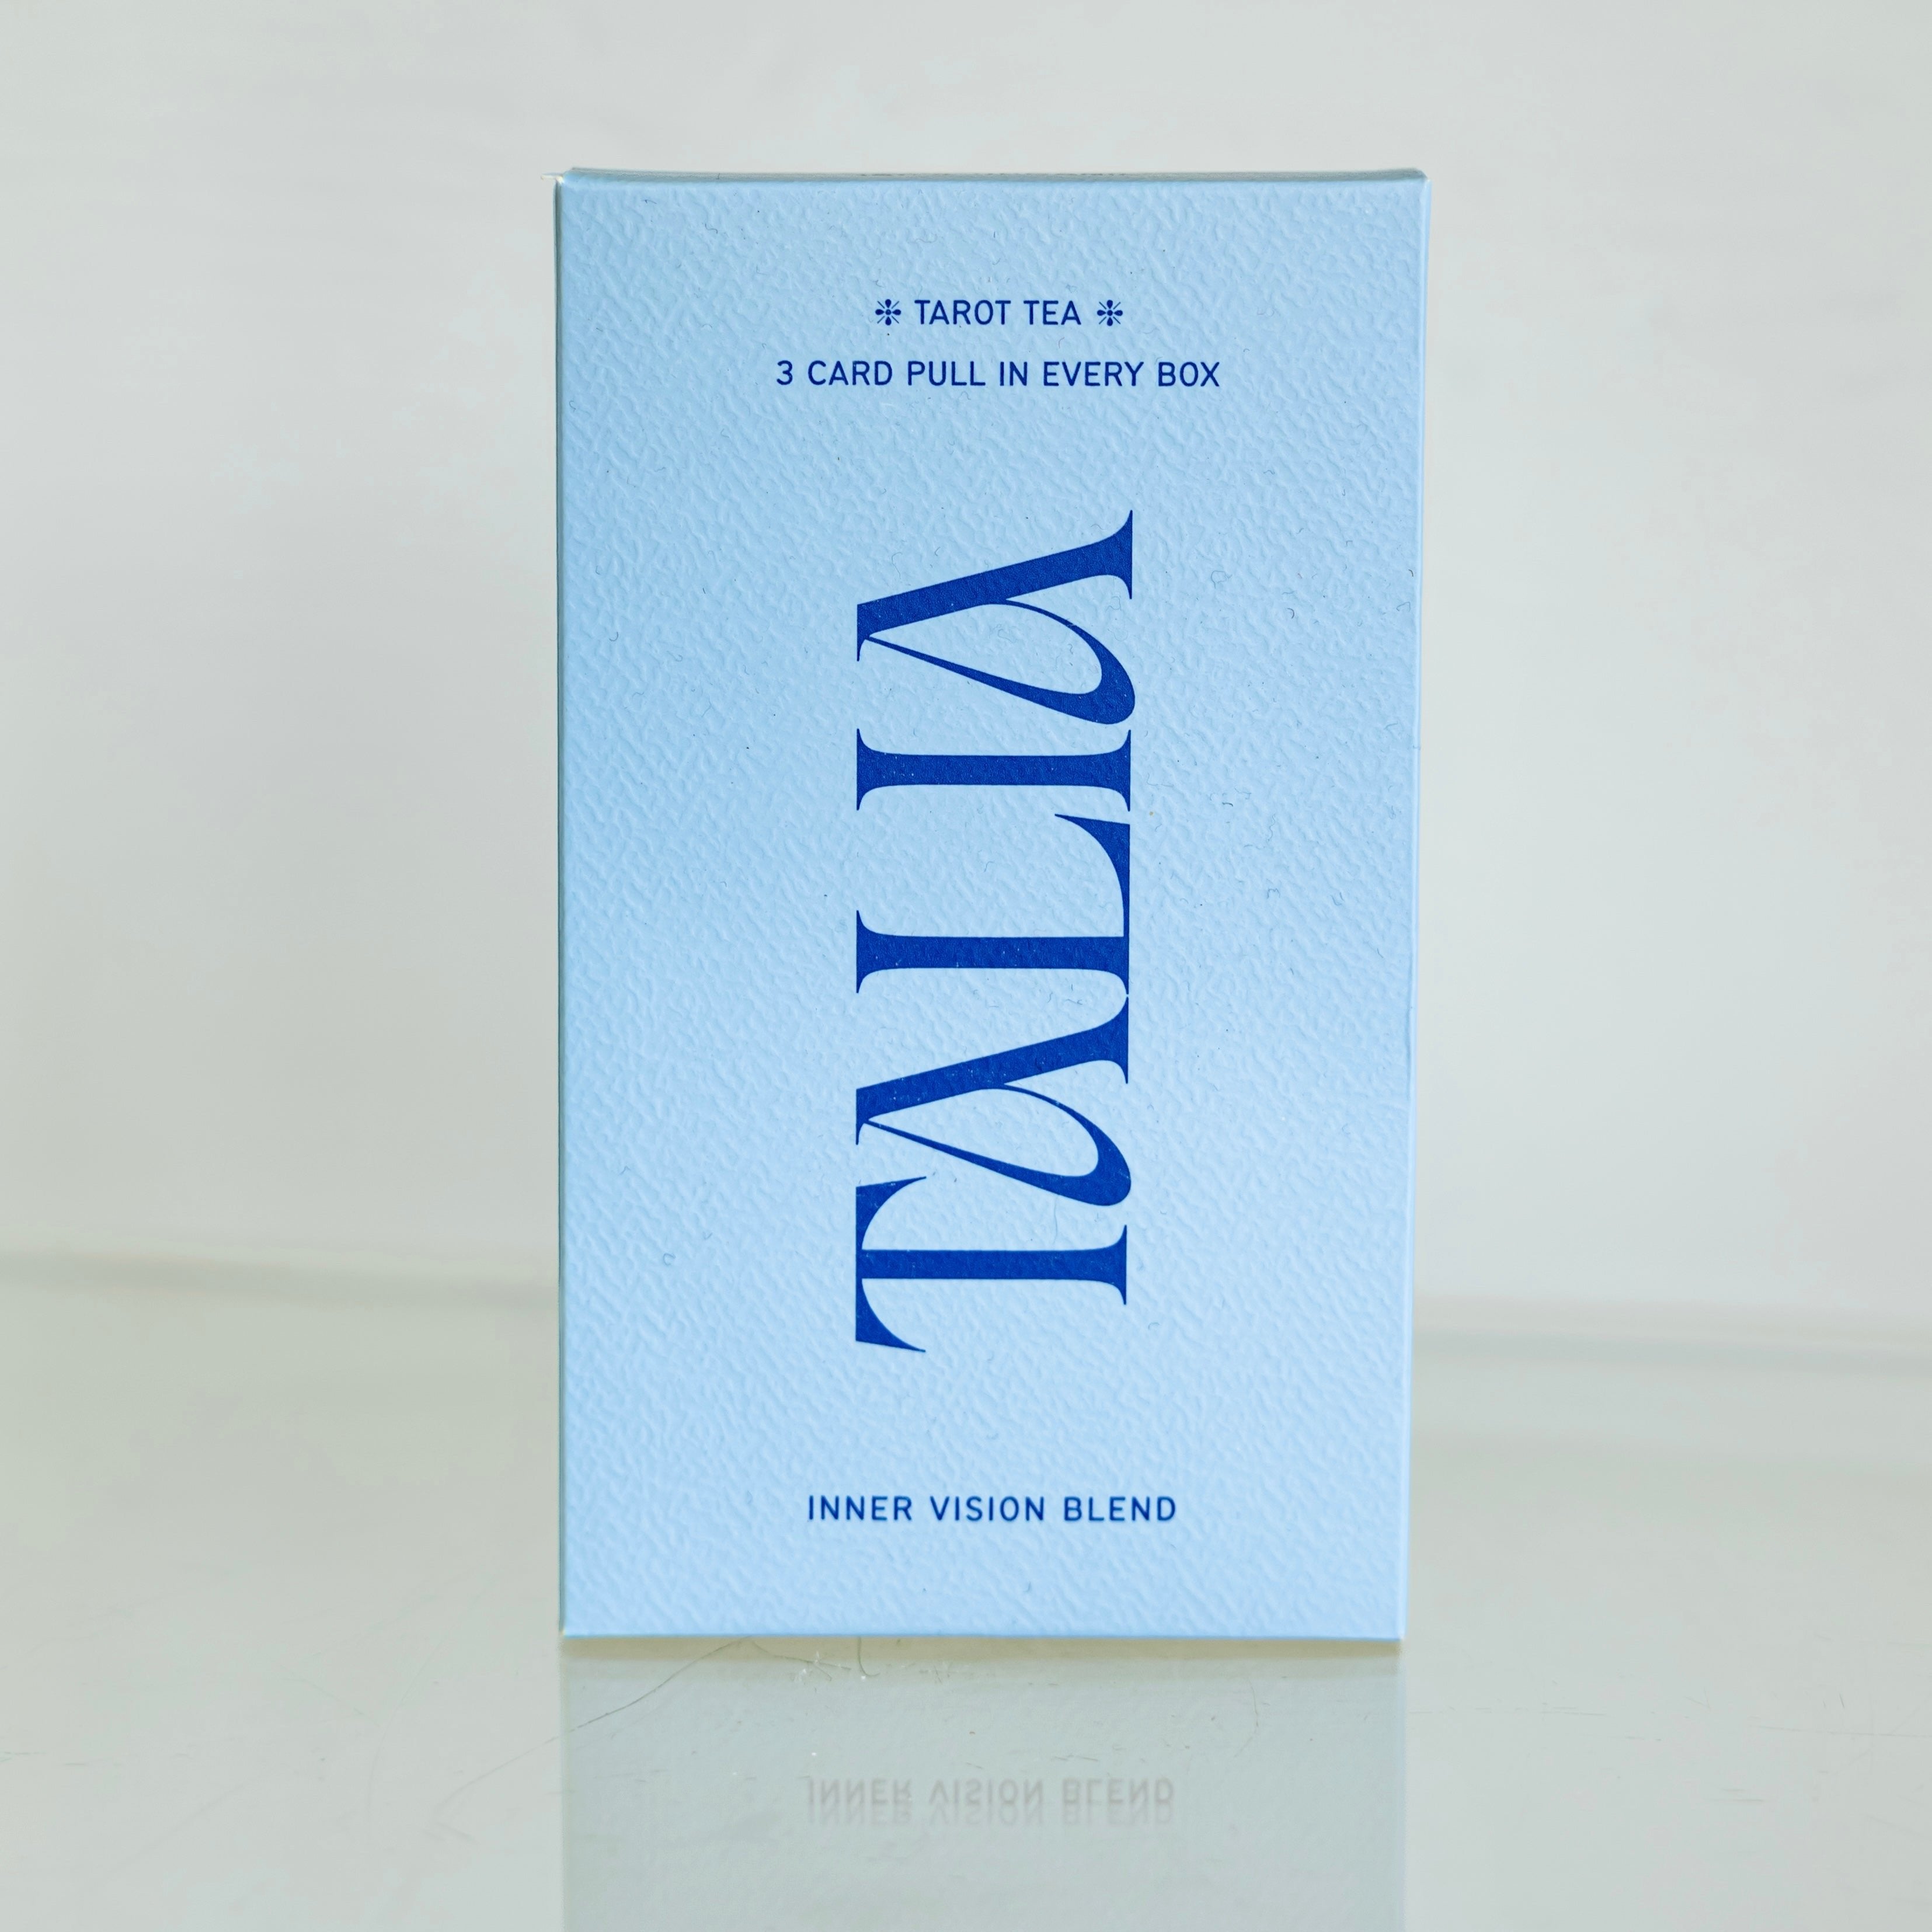 ❉ TAROT TEA ❉
3 CARD PULL IN EVERY BOX
TALIA
INNER VISION BLEND